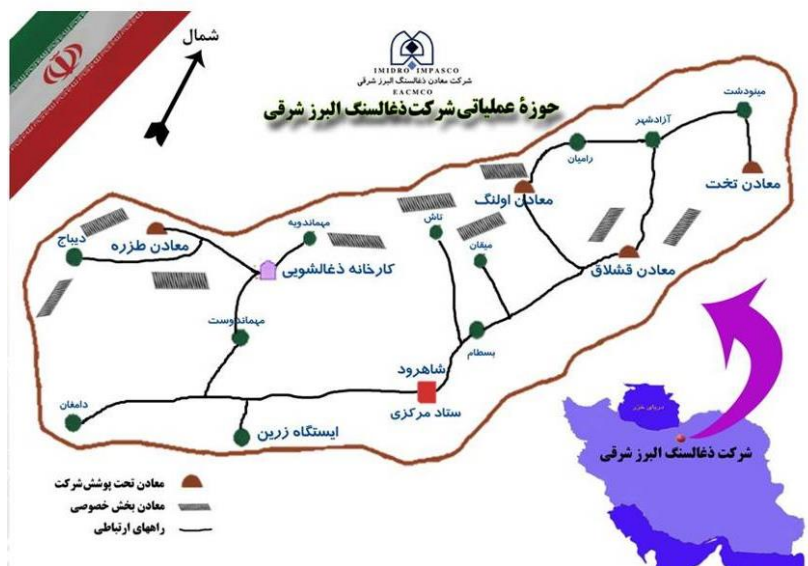 شمال
IMIDRO IMPASCO
شرکت معادن ذغالسنگ البرز شرقی
EACMCO
حوزهٔ عملیاتی شرکت ذغالسنگ البرز شرقی
مینودشت
آزادشهر
رامیان
معادن تخت
معادن اولنگ
تاش
میقان
معادن قشلاق
مهماندویه
معادن طزره
دیباج
کارخانه ذغالشویی
مهماندوست
بسطام
شاهرود
ستاد مرکزی
دامغان
ایستگاه زرین
دریای خزر
شرکت ذغالسنگ البرز شرقی
معادن تحت پوشش شرکت
معادن بخش خصوصی
راههای ارتباطی